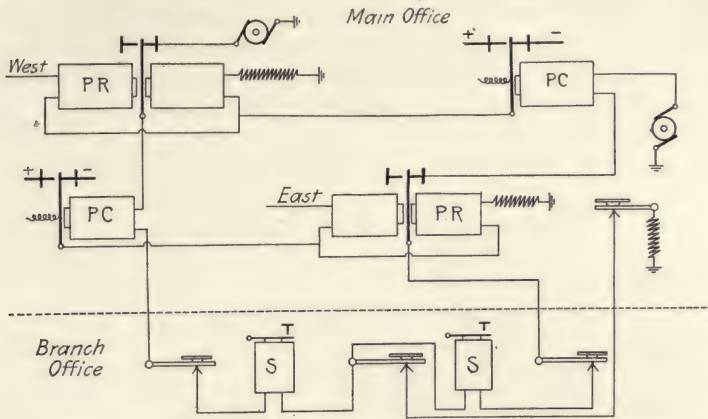 Main Office
+ −
West
PR
PC
+ −
PC
East
PR
Branch
Office
T
S
T
S